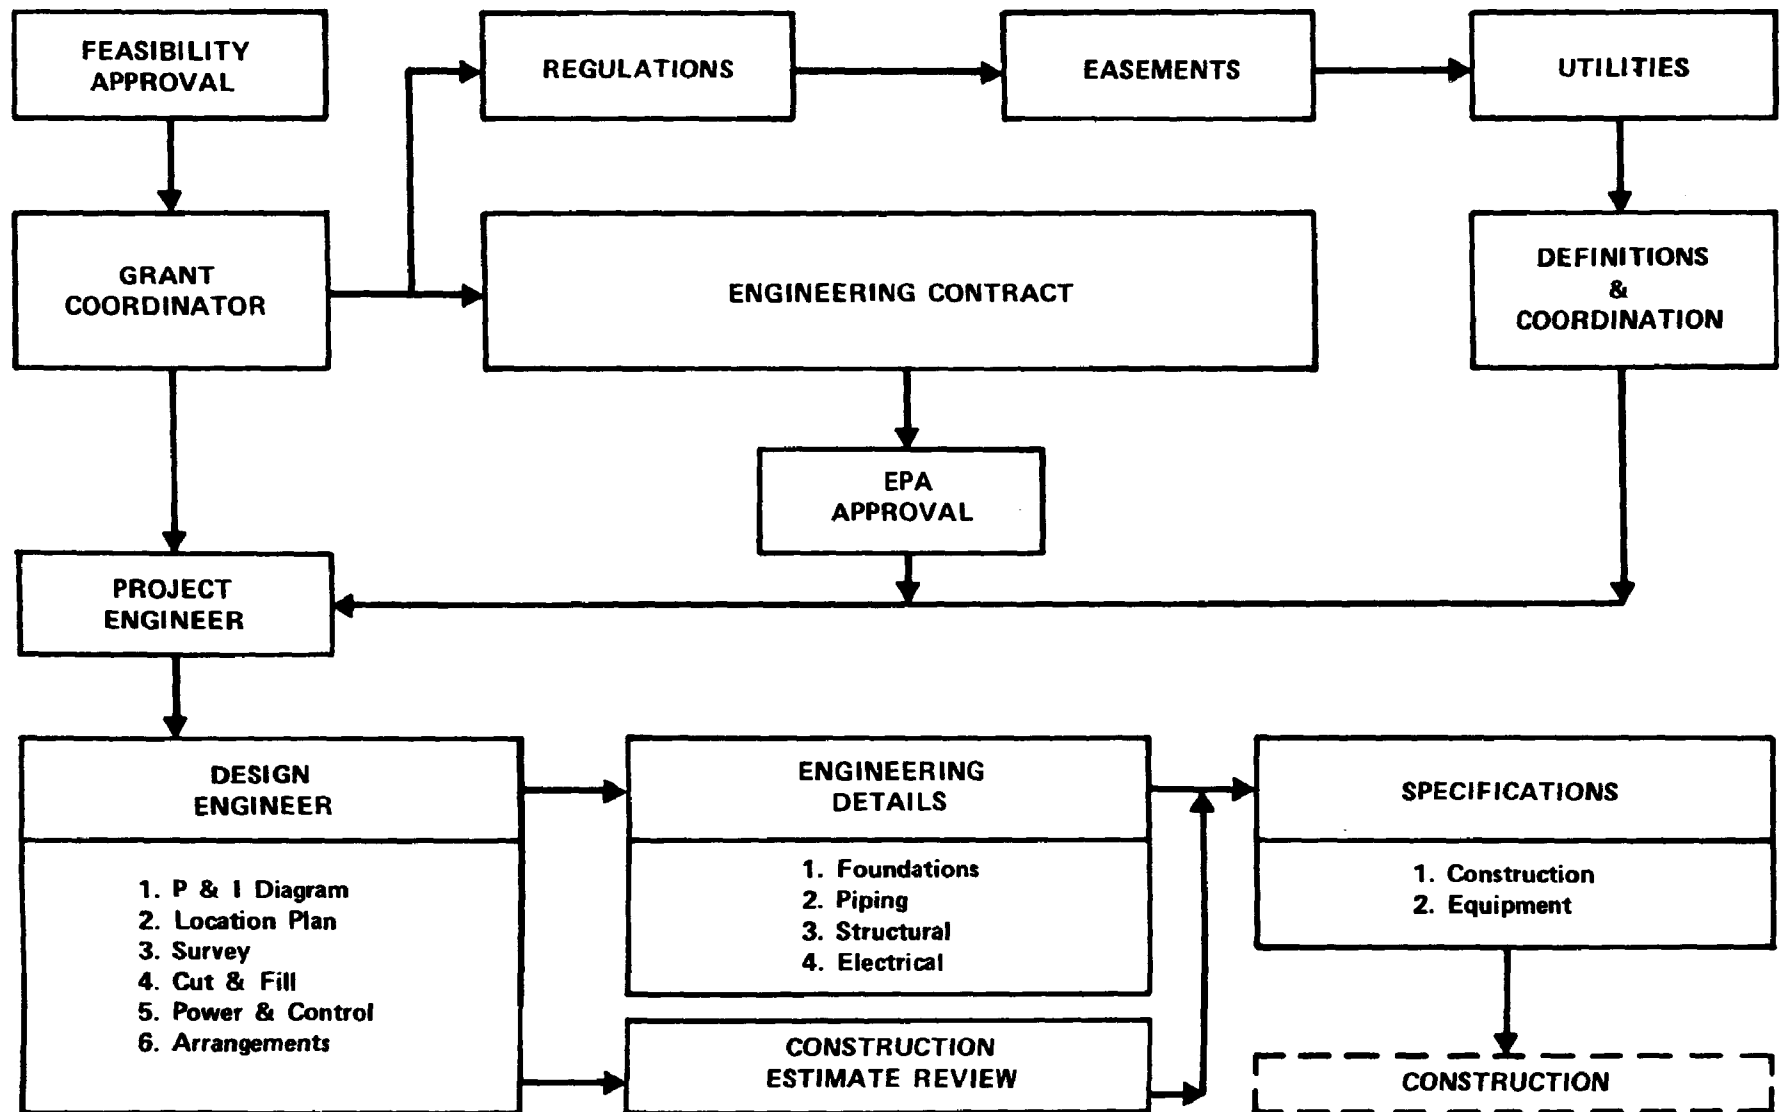 FEASIBILITY
APPROVAL
REGULATIONS
EASEMENTS
UTILITIES
GRANT
COORDINATOR
ENGINEERING CONTRACT
DEFINITIONS
&
COORDINATION
EPA
APPROVAL
PROJECT
ENGINEER
DESIGN
ENGINEER
1. P & I Diagram
2. Location Plan
3. Survey
4. Cut & Fill
5. Power & Control
6. Arrangements
ENGINEERING
DETAILS
1. Foundations
2. Piping
3. Structural
4. Electrical
CONSTRUCTION
ESTIMATE REVIEW
SPECIFICATIONS
1. Construction
2. Equipment
CONSTRUCTION